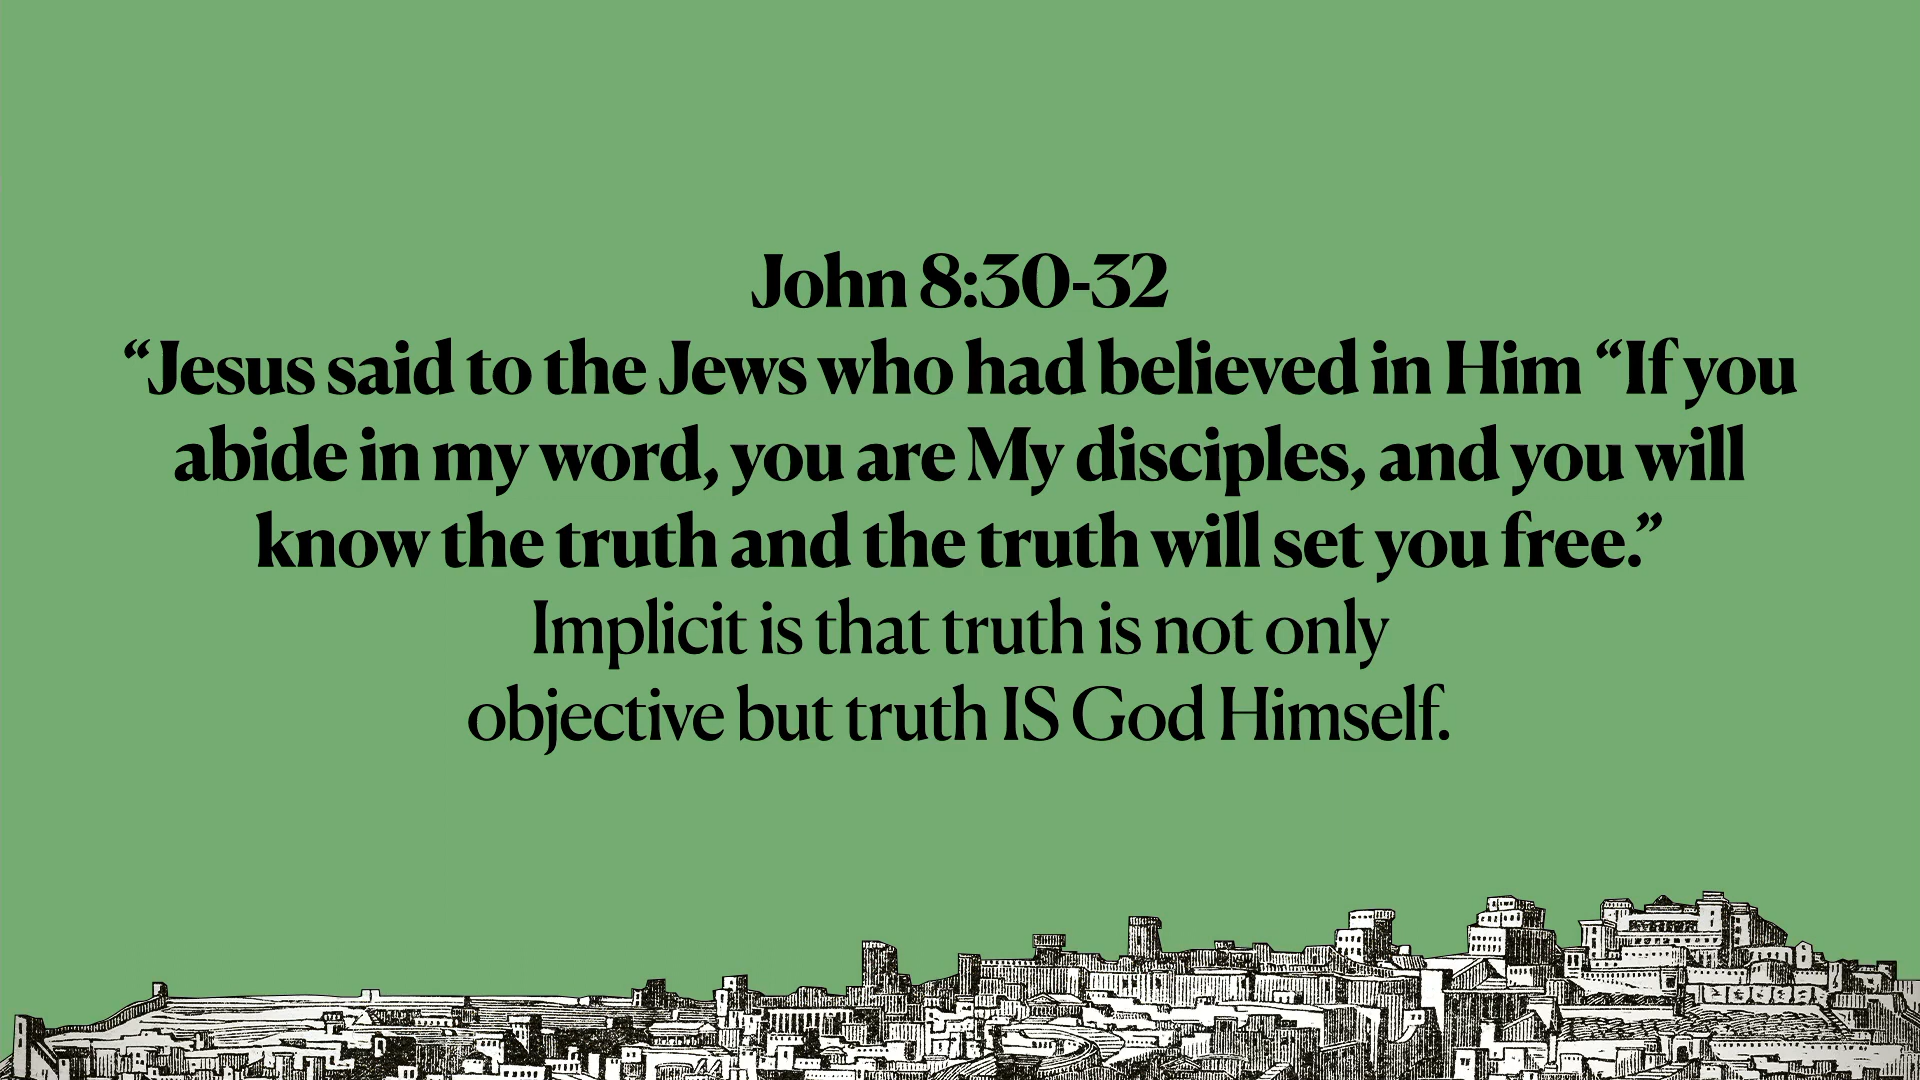 John 8:30-32
“Jesus said to the Jews who had believed in Him “If you
abide in my word, you are My disciples, and you will
know the truth and the truth will set you free.”
Implicit is that truth is not only
objective but truth IS God Himself.